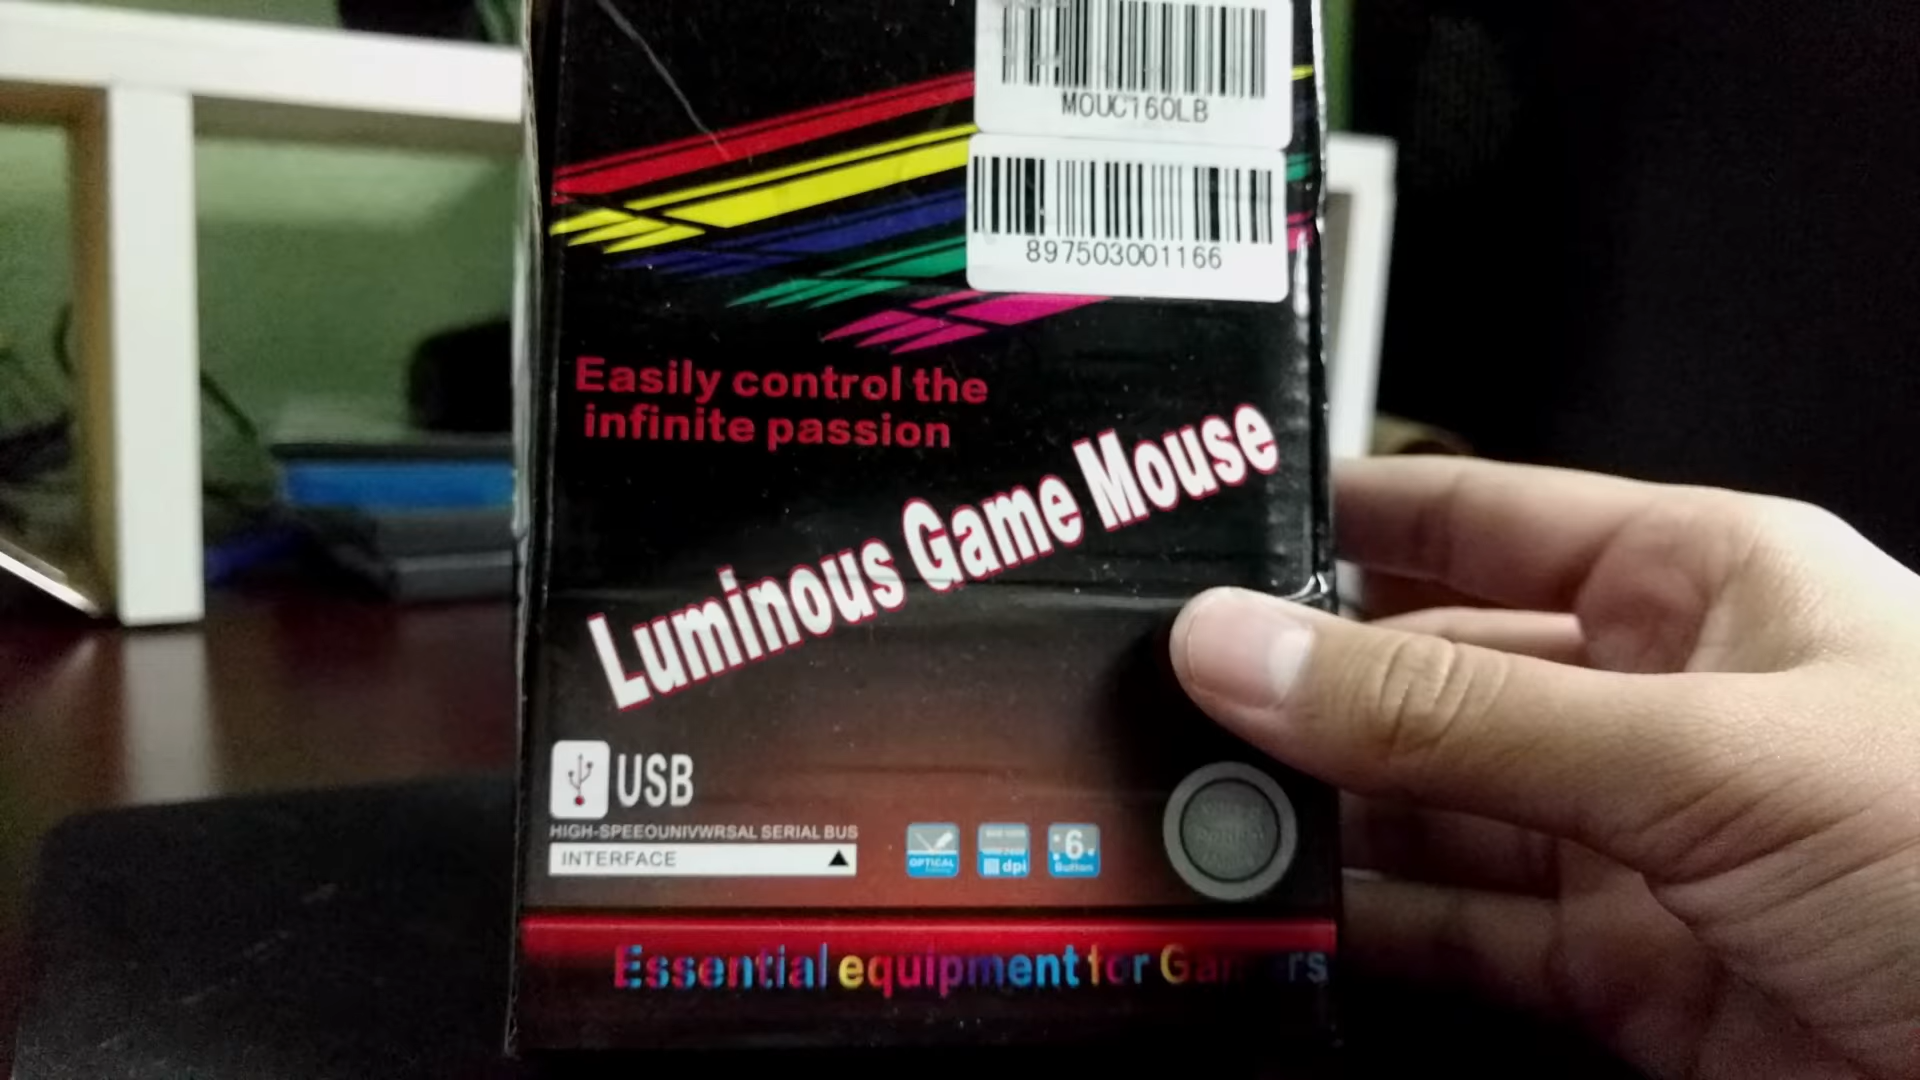 MOUC160LB
897503001166
Easily control the
infinite passion
Luminous Game Mouse
USB
HIGH-SPEEOUNIVWRSAL SERIAL BUS
INTERFACE
OPTICAL
dpi
6
Button
Essential equipment for Gamers